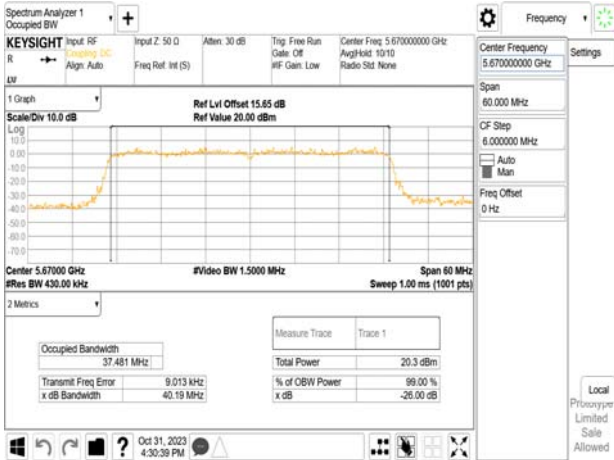 Spectrum Analyzer 1
Occupied BW
Frequency
KEYSIGHT
R
LXI
Input: RF
Coupling: DC
Align: Auto
Input Z: 50 Ω
Freq Ref: Int (S)
Atten: 30 dB
Trig: Free Run
Gate: Off
#IF Gain: Low
Center Freq: 5.670000000 GHz
Avg|Hold: 10/10
Radio Std: None
1 Graph
Scale/Div 10.0 dB
Ref Lvl Offset 15.65 dB
Ref Value 20.00 dBm
Log
10.0
0.00
-10.0
-20.0
-30.0
-40.0
-50.0
-60.0
-70.0
Center 5.67000 GHz
#Res BW 430.00 kHz
#Video BW 1.5000 MHz
Span 60 MHz
Sweep 1.00 ms (1001 pts)
2 Metrics
Measure Trace Trace 1
Occupied Bandwidth
37.481 MHz
Total Power 20.3 dBm
Transmit Freq Error 9.013 kHz
% of OBW Power 99.00 %
x dB Bandwidth 40.19 MHz
x dB -26.00 dB
Center Frequency
5.670000000 GHz
Span
60.000 MHz
CF Step
6.000000 MHz
Auto
Man
Freq Offset
0 Hz
Settings
Local
Prototype
Limited
Sale
Allowed
?
Oct 31, 2023
4:30:39 PM